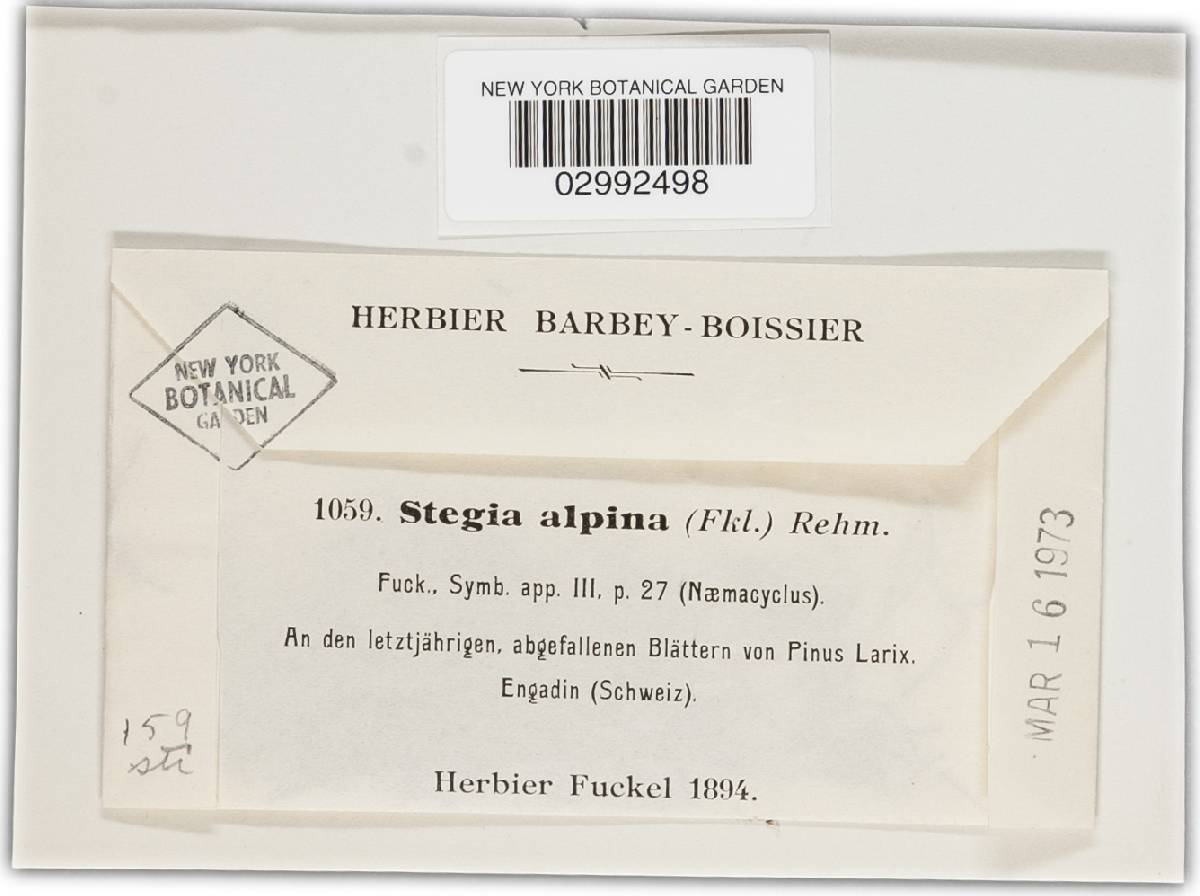 NEW YORK BOTANICAL GARDEN
02992498
HERBIER BARBEY-BOISSIER
NEW YORK
BOTANICAL
GARDEN
1059. Stegia alpina (Fkl.) Rehm.
Fuck., Symb. app. III, p. 27 (Næmacyclus).
An den letztjährigen, abgefallenen Blättern von Pinus Larix.
Engadin (Schweiz).
Herbier Fuckel 1894.
MAR 16 1973
159